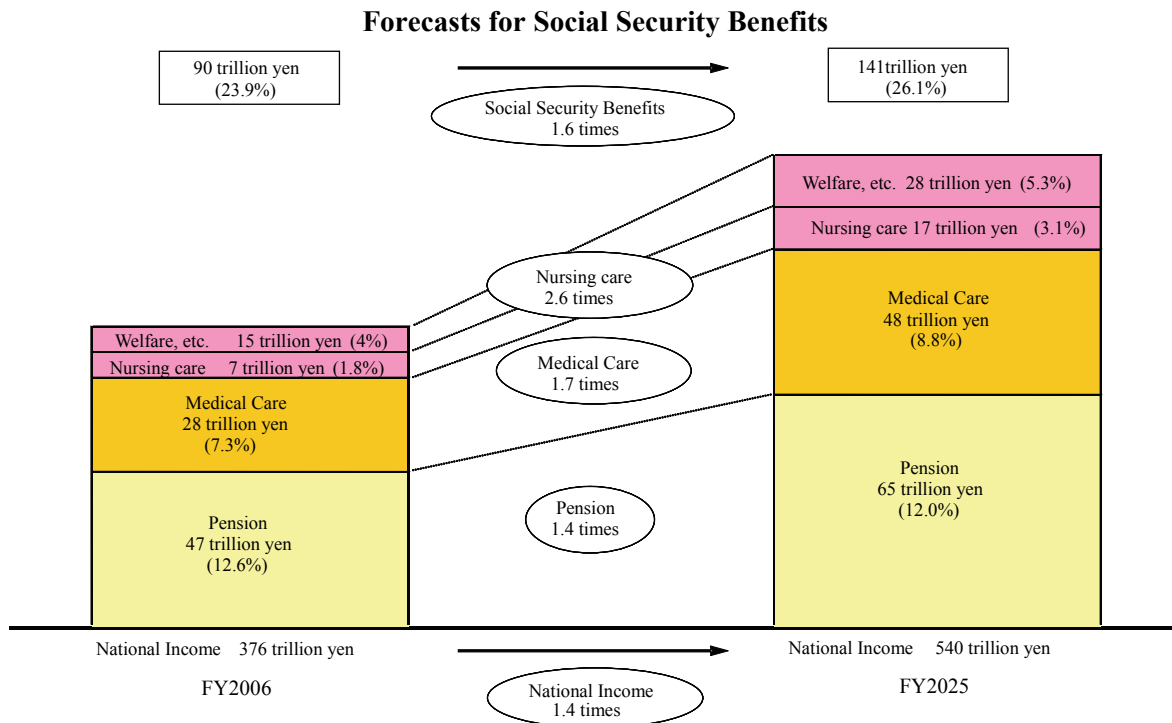 Forecasts for Social Security Benefits
90 trillion yen
(23.9%)
141trillion yen
(26.1%)
Social Security Benefits
1.6 times
Welfare, etc. 28 trillion yen (5.3%)
Nursing care 17 trillion yen (3.1%)
Nursing care
2.6 times
Medical Care
48 trillion yen
(8.8%)
Welfare, etc. 15 trillion yen (4%)
Nursing care 7 trillion yen (1.8%)
Medical Care
1.7 times
Medical Care
28 trillion yen
(7.3%)
Pension
65 trillion yen
(12.0%)
Pension
1.4 times
Pension
47 trillion yen
(12.6%)
National Income 376 trillion yen
National Income 540 trillion yen
FY2006
FY2025
National Income
1.4 times